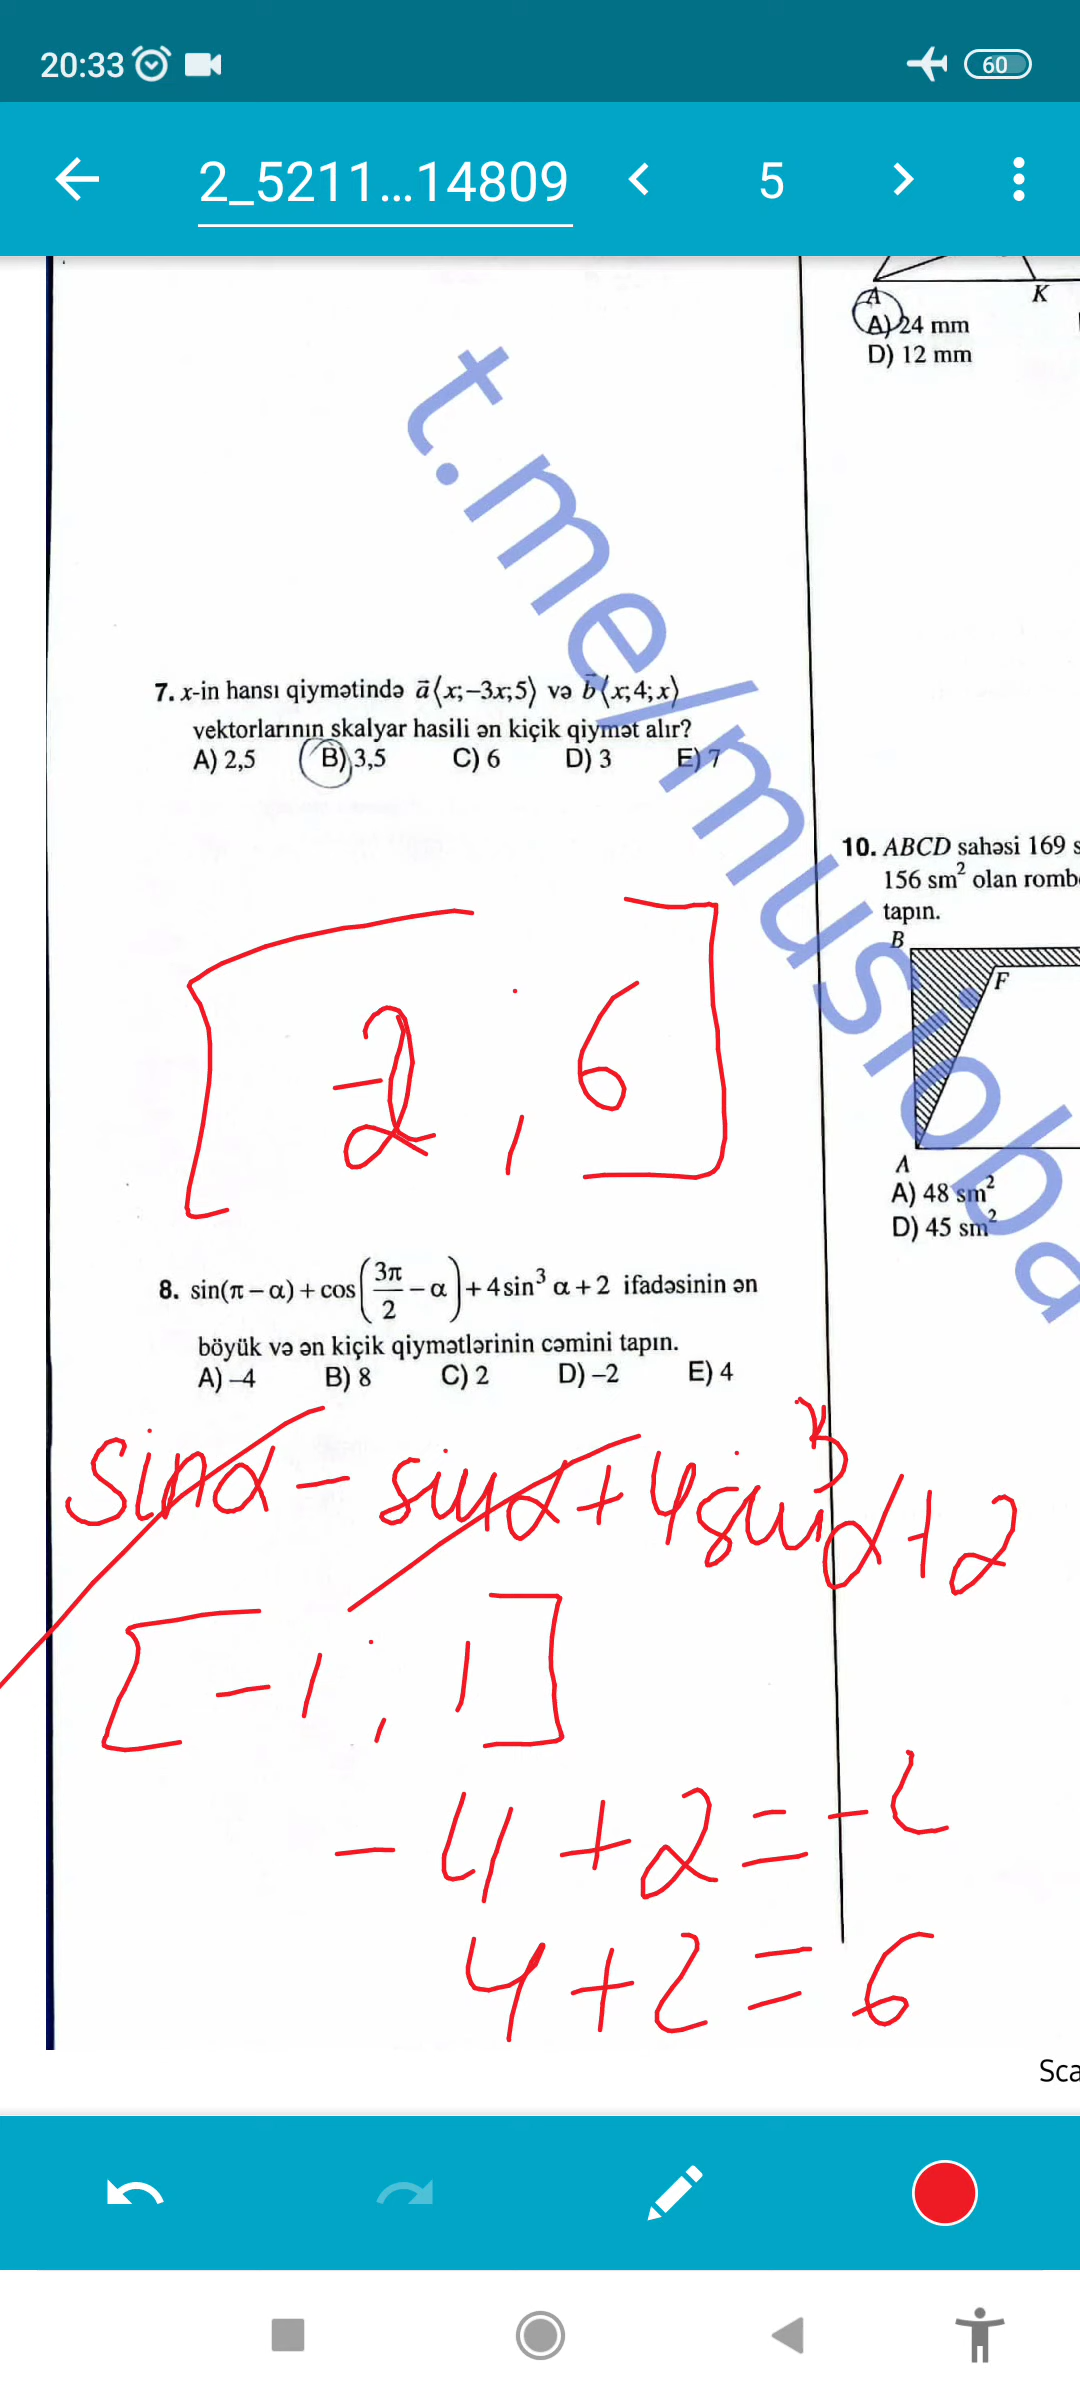 20:33
60
2_5211...14809
5
A
K
A) 24 mm
D) 12 mm
t.me/musloba
7. x-in hansı qiymətində a⃗⟨x;−3x;5⟩ və b⃗⟨x;4;x⟩
vektorlarının skalyar hasili ən kiçik qiymət alır?
A) 2,5 B) 3,5 C) 6 D) 3 E) 7
[−2 ; 6]
8. sin(π − α) + cos(3π/2 − α) + 4sin³ α + 2 ifadəsinin ən
böyük və ən kiçik qiymətlərinin cəmini tapın.
A) −4 B) 8 C) 2 D) −2 E) 4
sinα − sinα + 4sin³α + 2
[−1 ; 1]
−4 + 2 = −2
4 + 2 = 6
10. ABCD sahəsi 169 s
156 sm² olan romb
tapın.
B
F
A
A) 48 sm²
D) 45 sm²
Sca